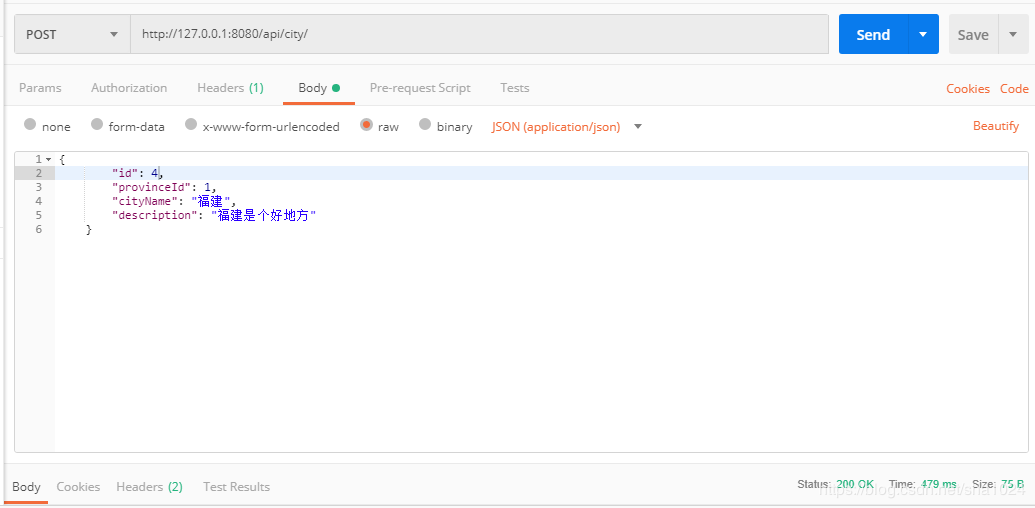 POST http://127.0.0.1:8080/api/city/ Send Save
Params Authorization Headers (1) Body Pre-request Script Tests Cookies Code
none form-data x-www-form-urlencoded raw binary JSON (application/json) Beautify
1 {
2 "id": 4,
3 "provinceId": 1,
4 "cityName": "福建",
5 "description": "福建是个好地方"
6 }
Body Cookies Headers (2) Test Results Status: 200 OK Time: 479 ms Size: 75 B
https://blog.csdn.net/sha1024